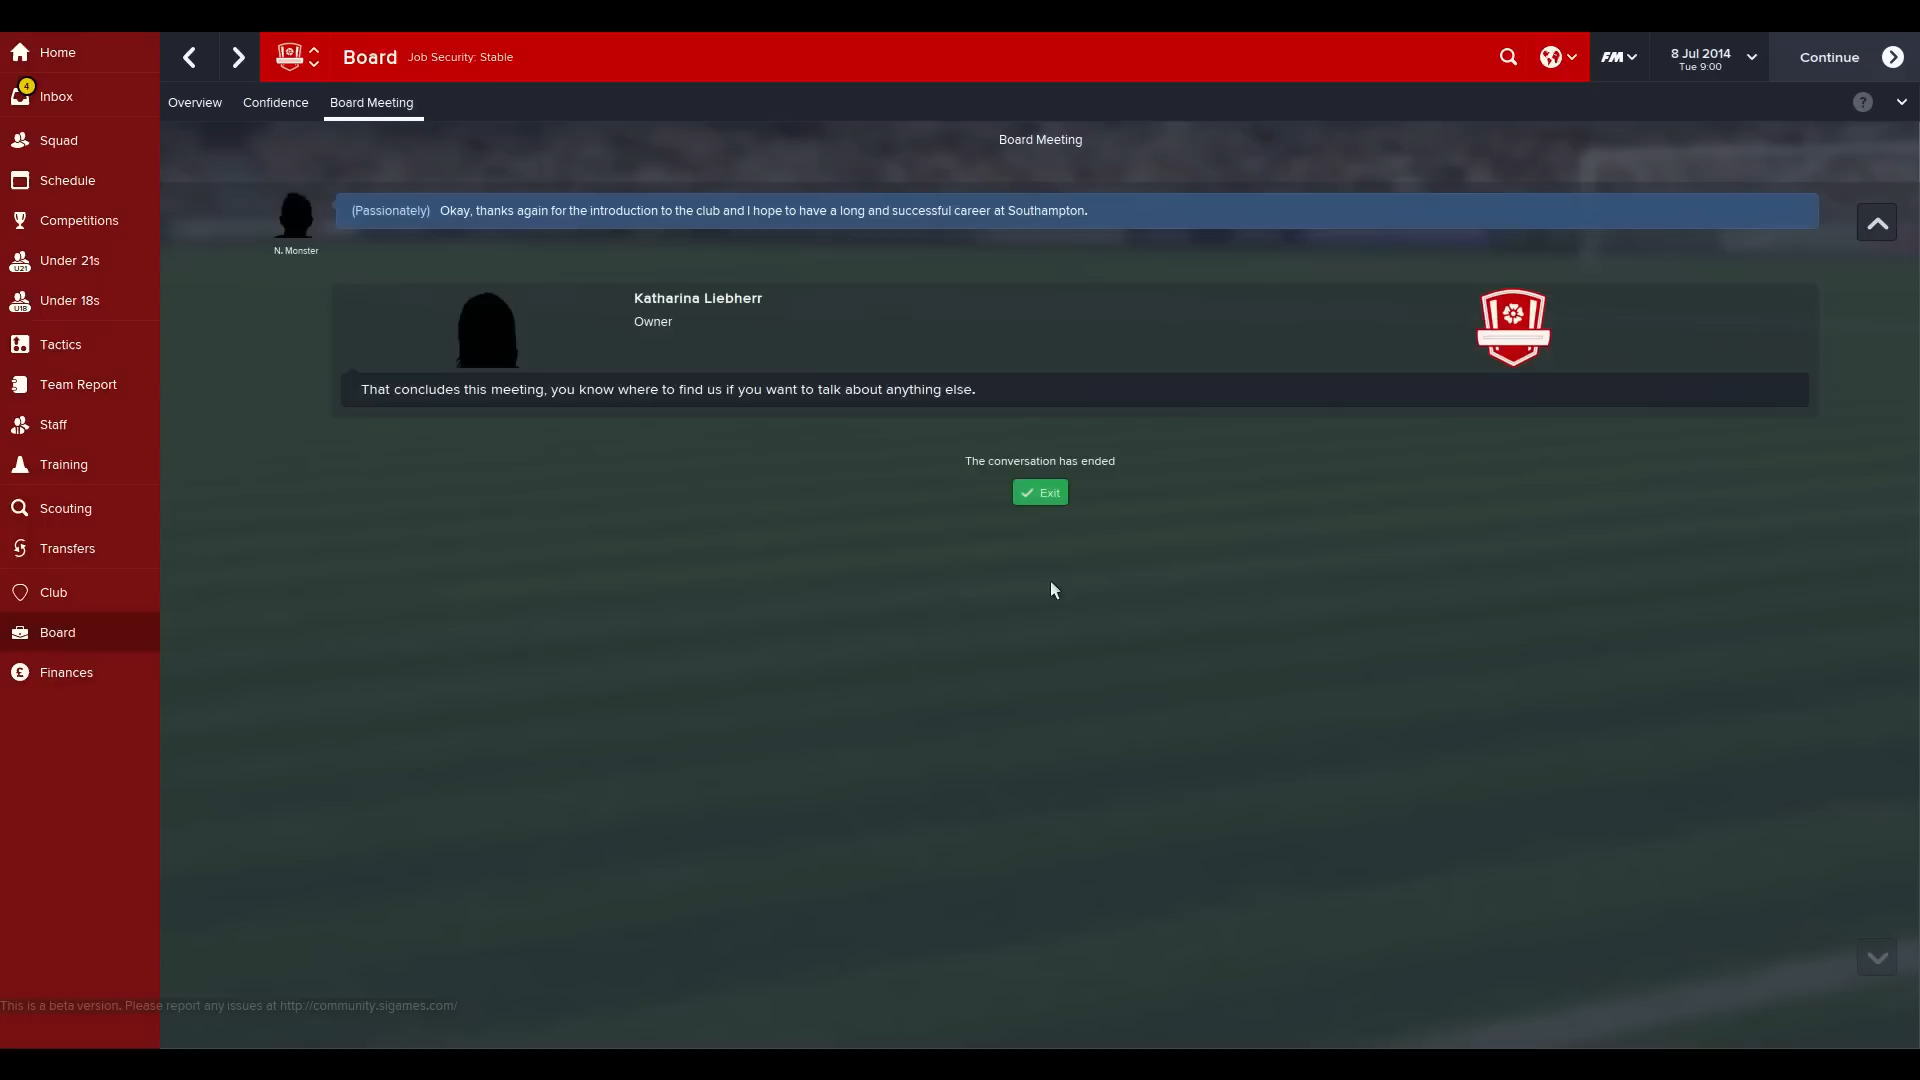 Home
4
Inbox
Squad
Schedule
Competitions
U21
Under 21s
U18
Under 18s
Tactics
Team Report
Staff
Training
Scouting
Transfers
Club
Board
£
Finances
Board Job Security: Stable
FM
8 Jul 2014
Tue 9:00
Continue
Overview Confidence Board Meeting
?
Board Meeting
(Passionately) Okay, thanks again for the introduction to the club and I hope to have a long and successful career at Southampton.
N. Monster
Katharina Liebherr
Owner
That concludes this meeting, you know where to find us if you want to talk about anything else.
The conversation has ended
Exit
This is a beta version. Please report any issues at http://community.sigames.com/